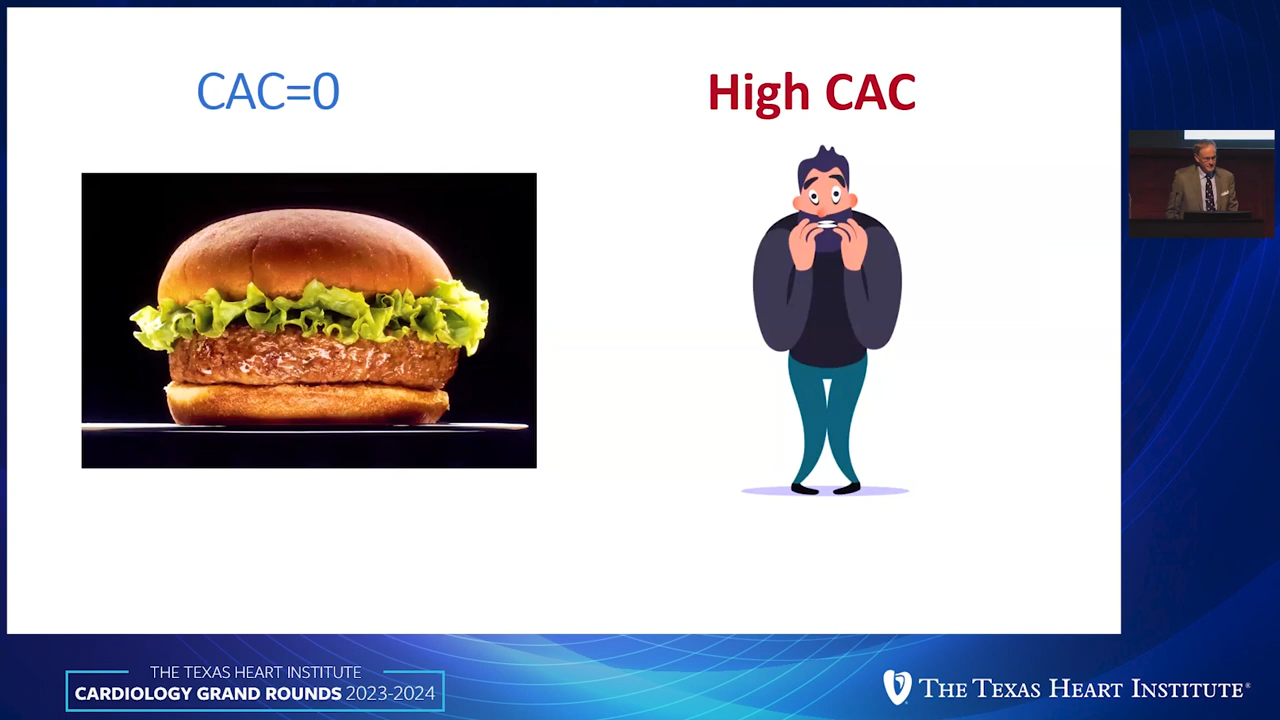 CAC=0
High CAC
THE TEXAS HEART INSTITUTE
CARDIOLOGY GRAND ROUNDS 2023-2024
THE TEXAS HEART INSTITUTE®